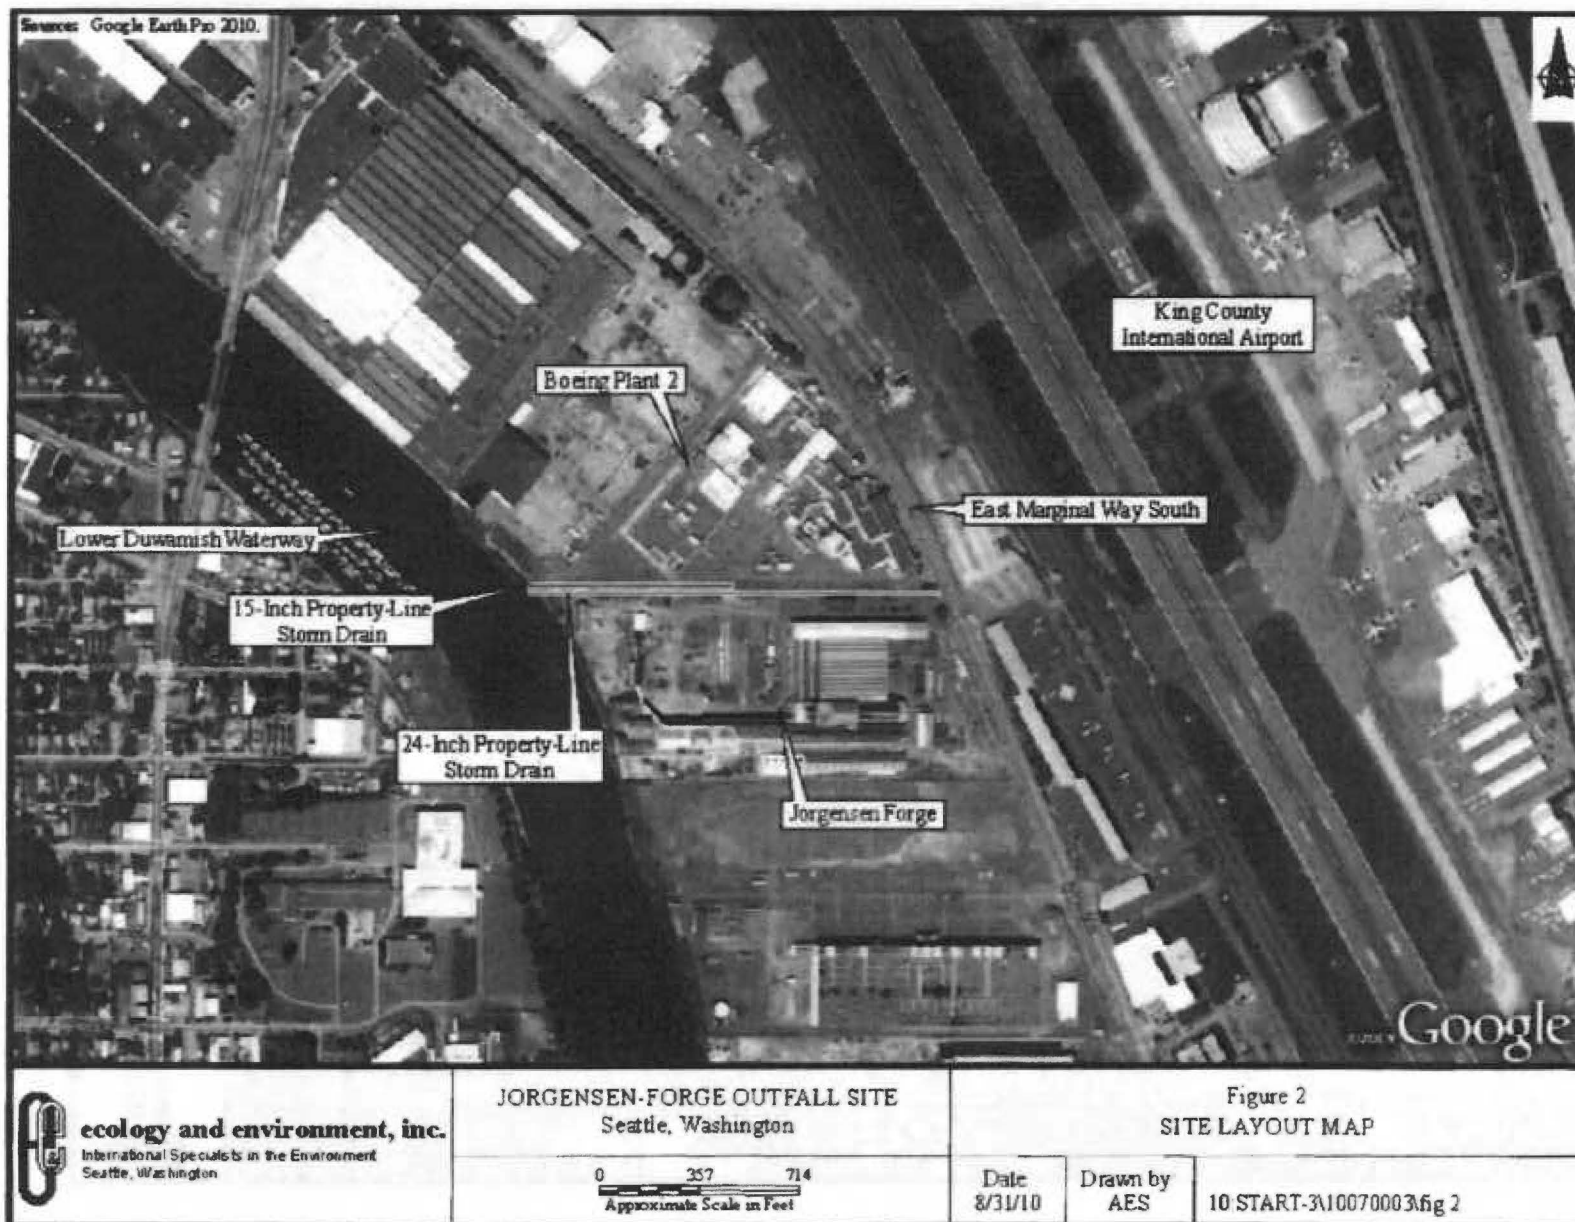 Sources: Google Earth Pro 2010.
King County
International Airport
Boeing Plant 2
East Marginal Way South
Lower Duwamish Waterway
15-Inch Property-Line
Storm Drain
24-Inch Property-Line
Storm Drain
Jorgensen Forge
Google
ecology and environment, inc.
International Specialists in the Environment
Seattle, Washington
JORGENSEN-FORGE OUTFALL SITE
Seattle, Washington
0 357 714
Approximate Scale in Feet
Figure 2
SITE LAYOUT MAP
Date
8/31/10
Drawn by
AES
10:START-3\10070003\fig 2